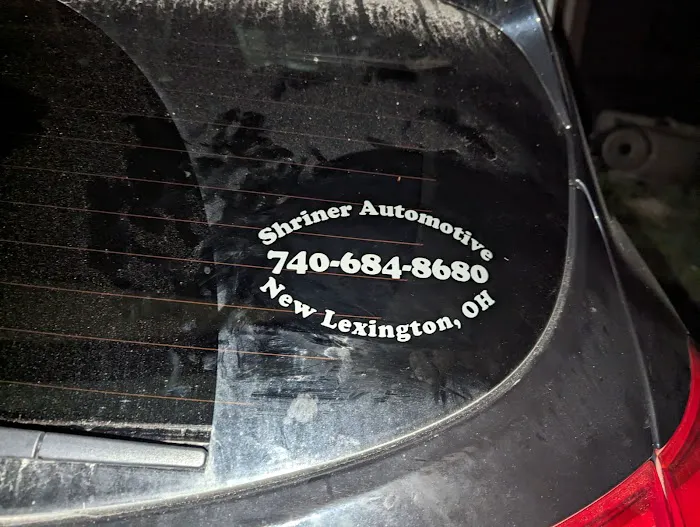 Shriner Automotive
740-684-8680
New Lexington, OH